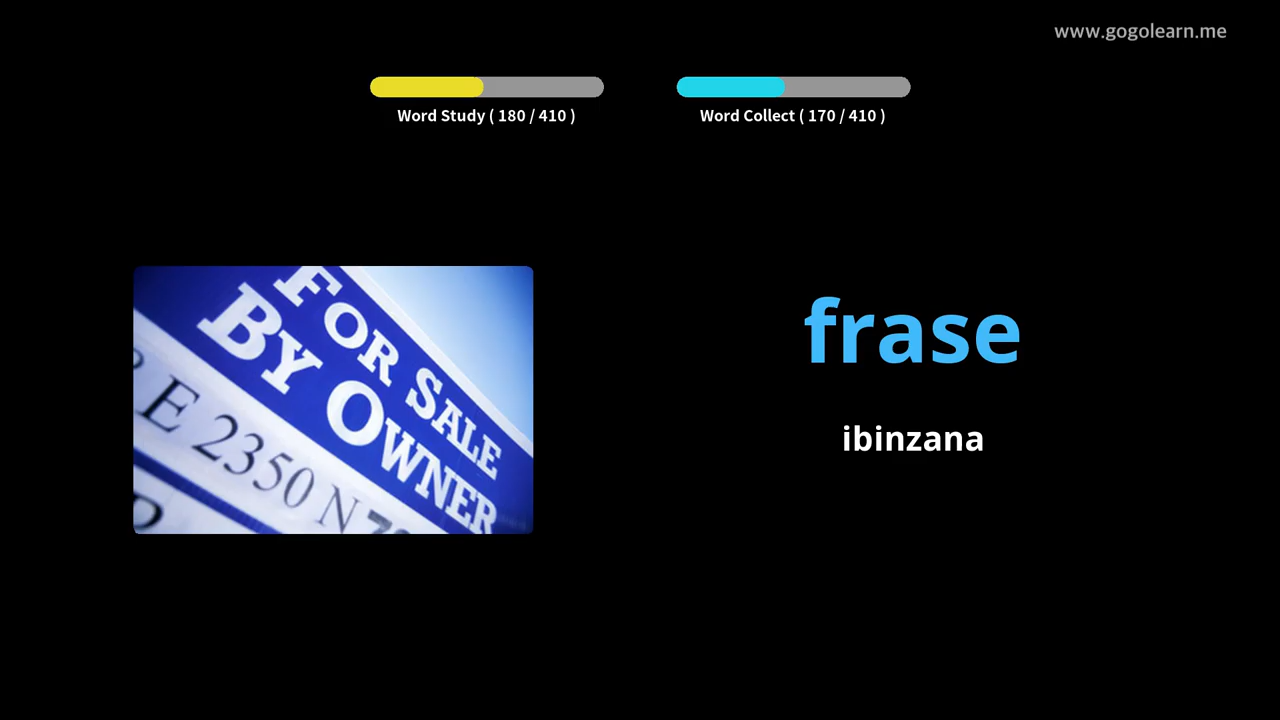 www.gogolearn.me
Word Study ( 180 / 410 )
Word Collect ( 170 / 410 )
FOR SALE
BY OWNER
E 2350 N
frase
ibinzana